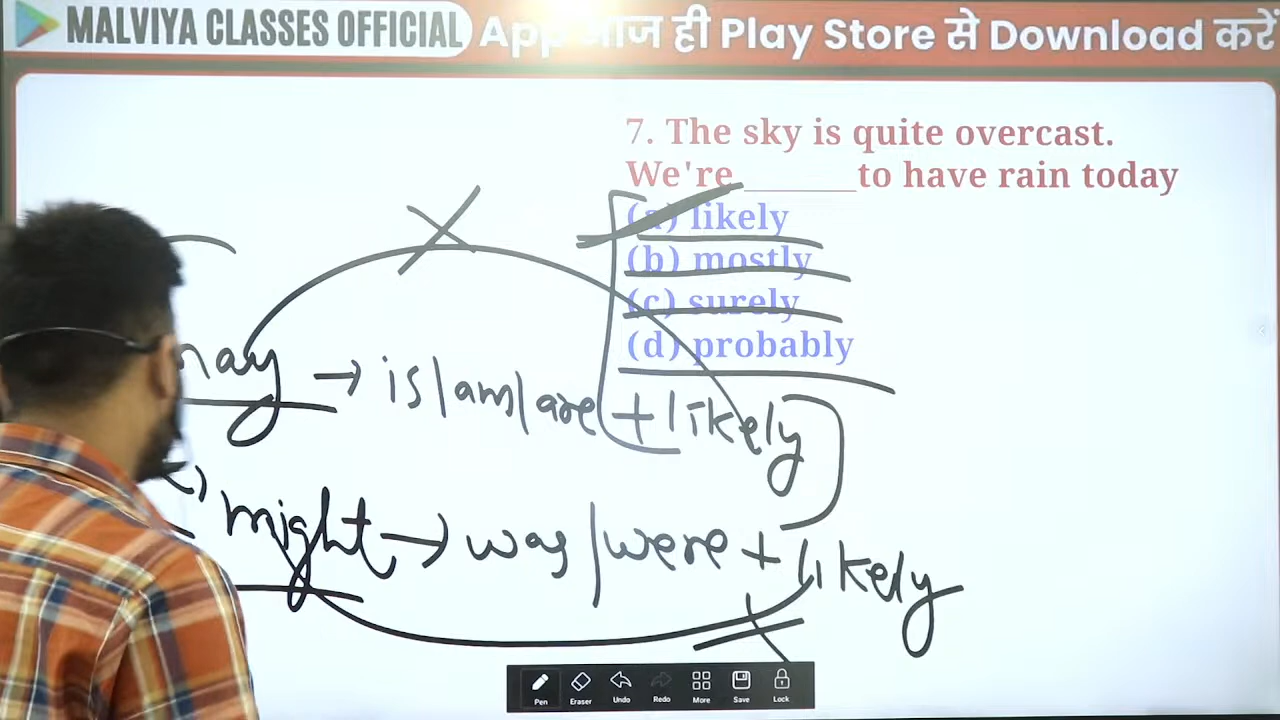 MALVIYA CLASSES OFFICIAL App आज ही Play Store से Download करें
7. The sky is quite overcast.
We're ______to have rain today
(a) likely
(b) mostly
(c) surely
(d) probably
may → is/am/are + likely
might → was/were + likely
Pen Eraser Undo Redo More Save Lock